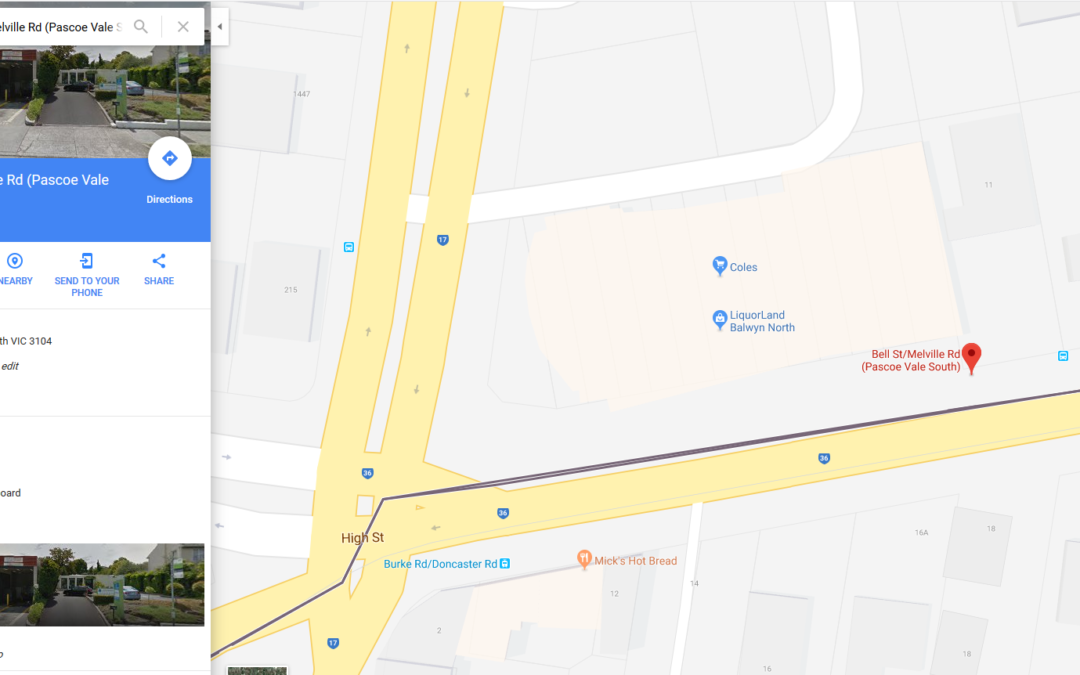 elville Rd (Pascoe Vale S
e Rd (Pascoe Vale
Directions
NEARBY
SEND TO YOUR
PHONE
SHARE
th VIC 3104
edit
oard
1447
215
17
36
High St
17
Coles
LiquorLand
Balwyn North
Bell St/Melville Rd
(Pascoe Vale South)
11
36
36
Burke Rd/Doncaster Rd
Mick's Hot Bread
2
12
14
16A
18
16
18